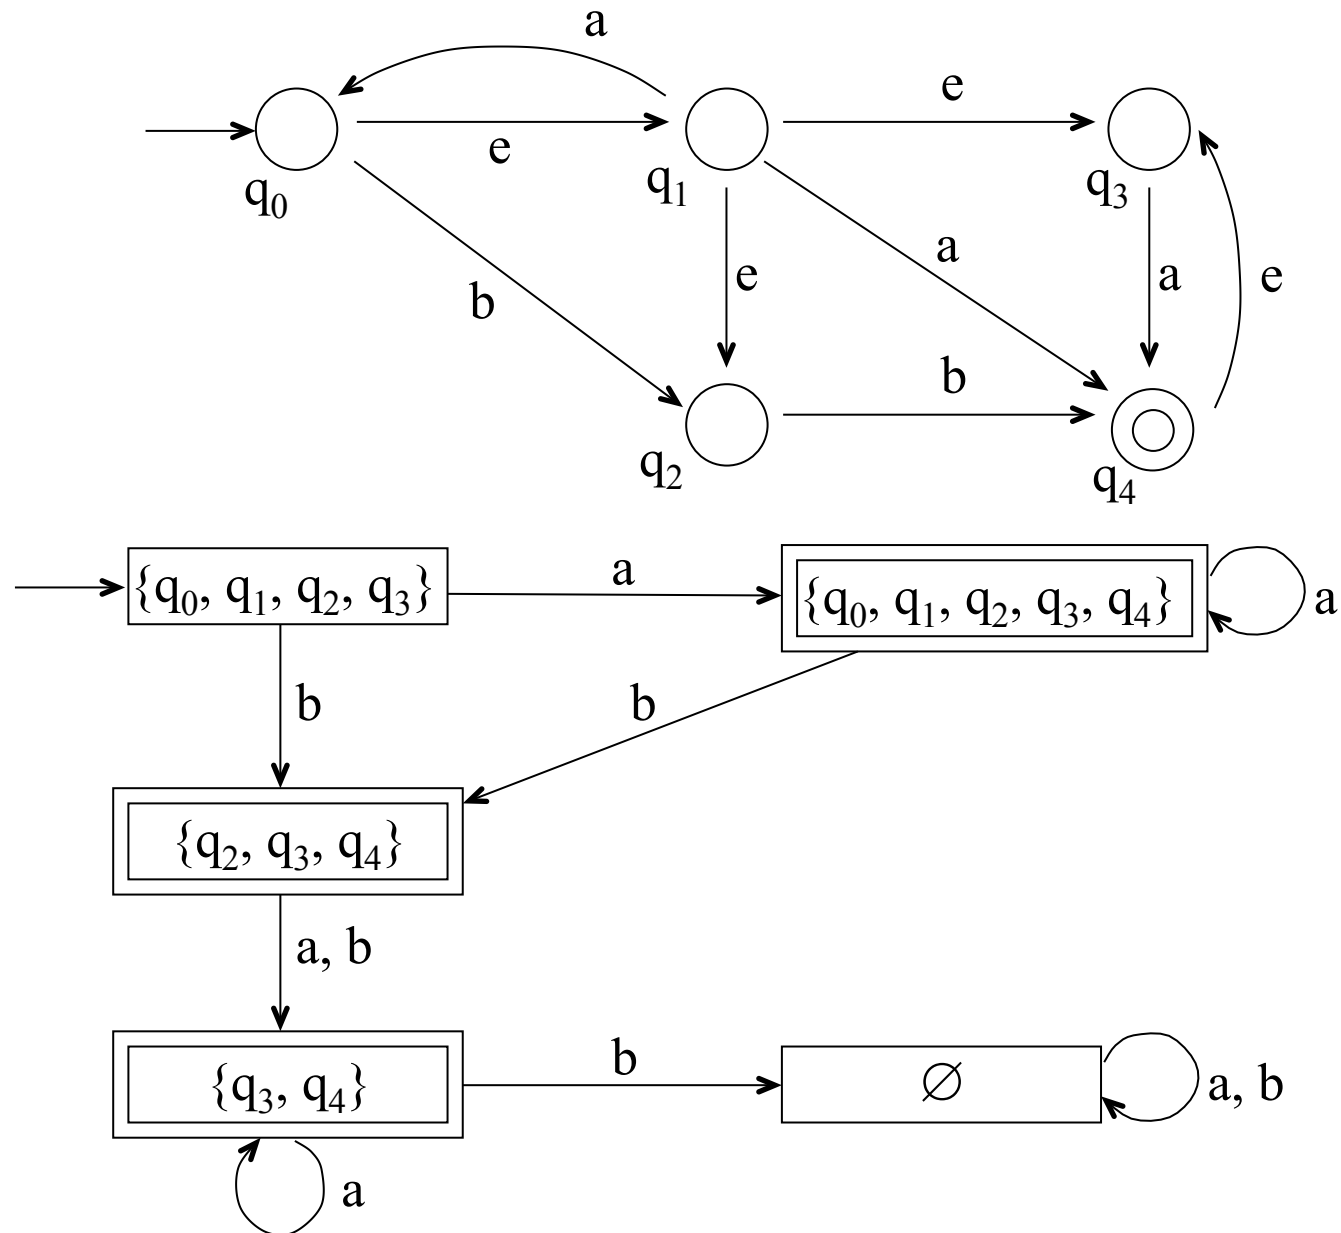 a
e
e
q₀
q₁
q₃
a
e
a
e
b
b
q₂
q₄
{q₀, q₁, q₂, q₃}
a
{q₀, q₁, q₂, q₃, q₄}
a
b
b
{q₂, q₃, q₄}
a, b
{q₃, q₄}
b
∅
a, b
a